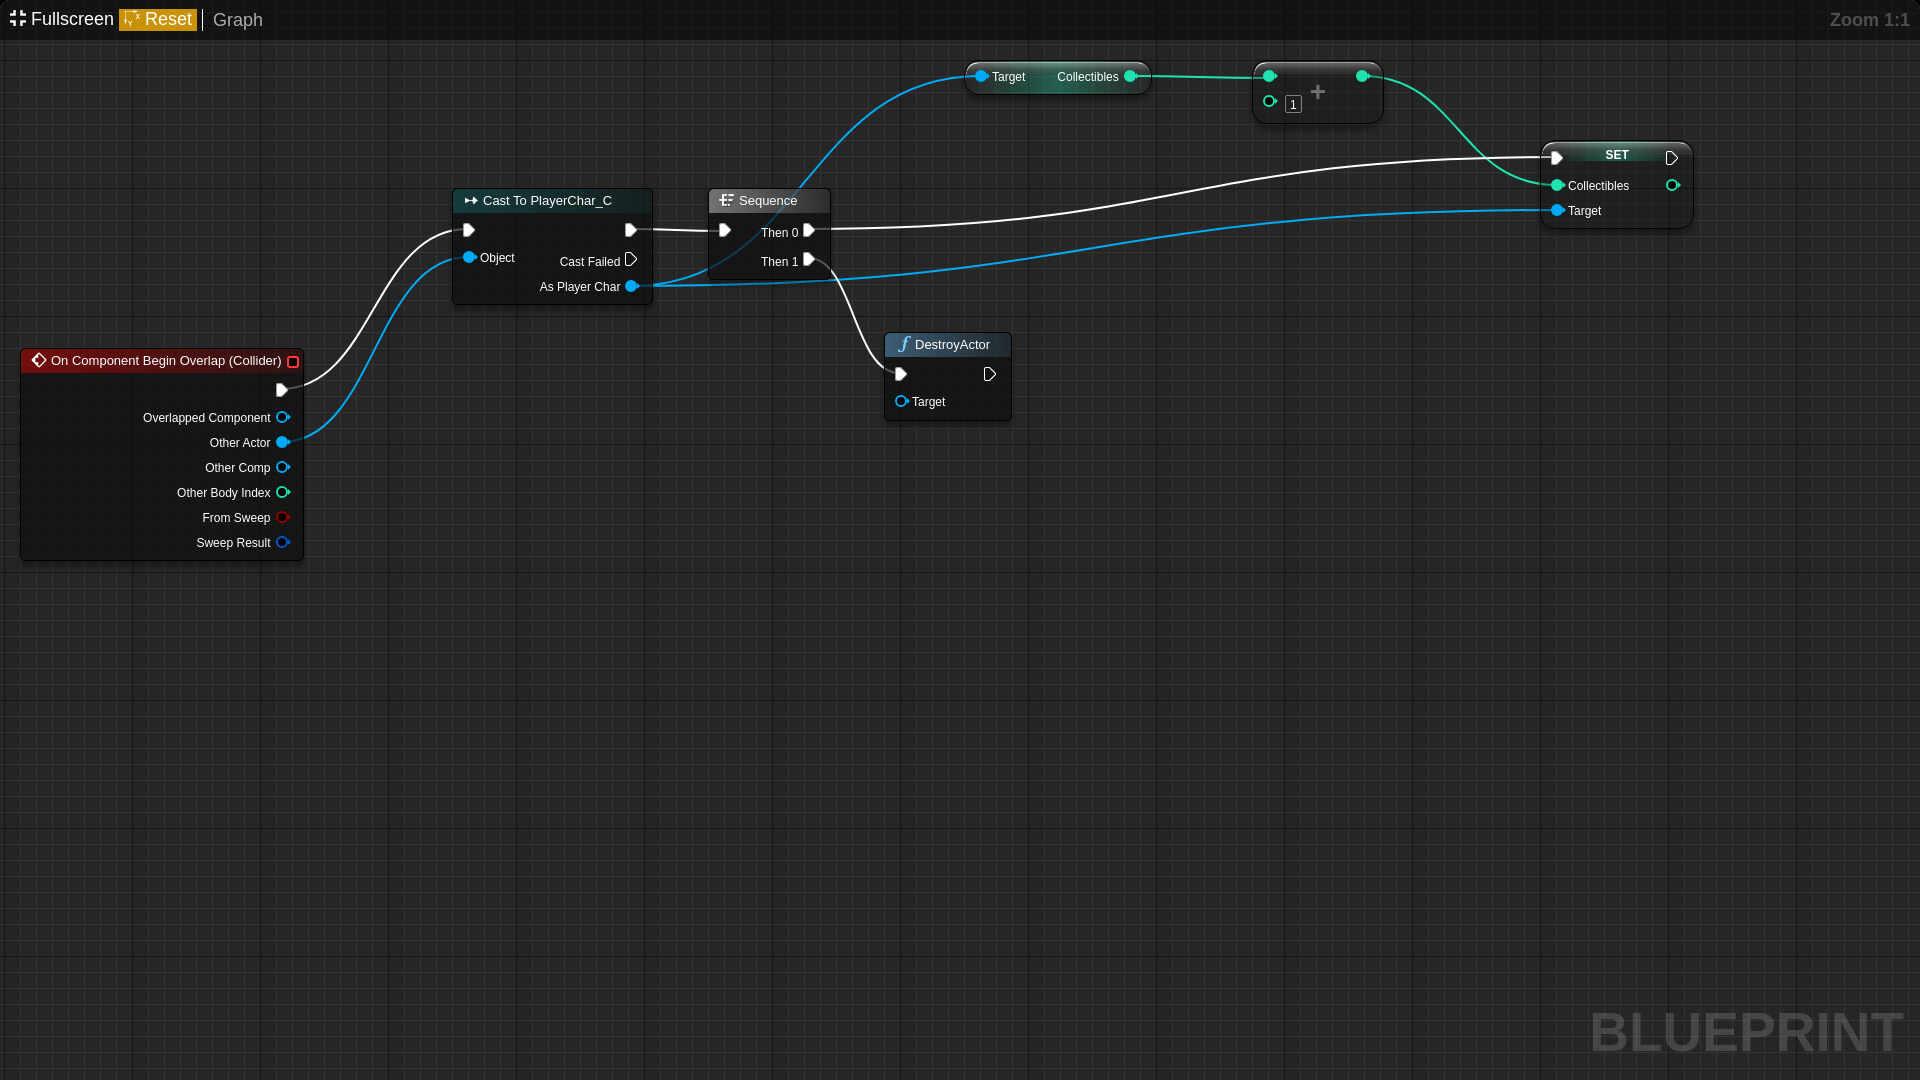 Fullscreen Reset Graph
Zoom 1:1
Target Collectibles
1 +
SET
Collectibles
Target
Cast To PlayerChar_C
Object
Cast Failed
As Player Char
Sequence
Then 0
Then 1
DestroyActor
Target
On Component Begin Overlap (Collider)
Overlapped Component
Other Actor
Other Comp
Other Body Index
From Sweep
Sweep Result
BLUEPRINT